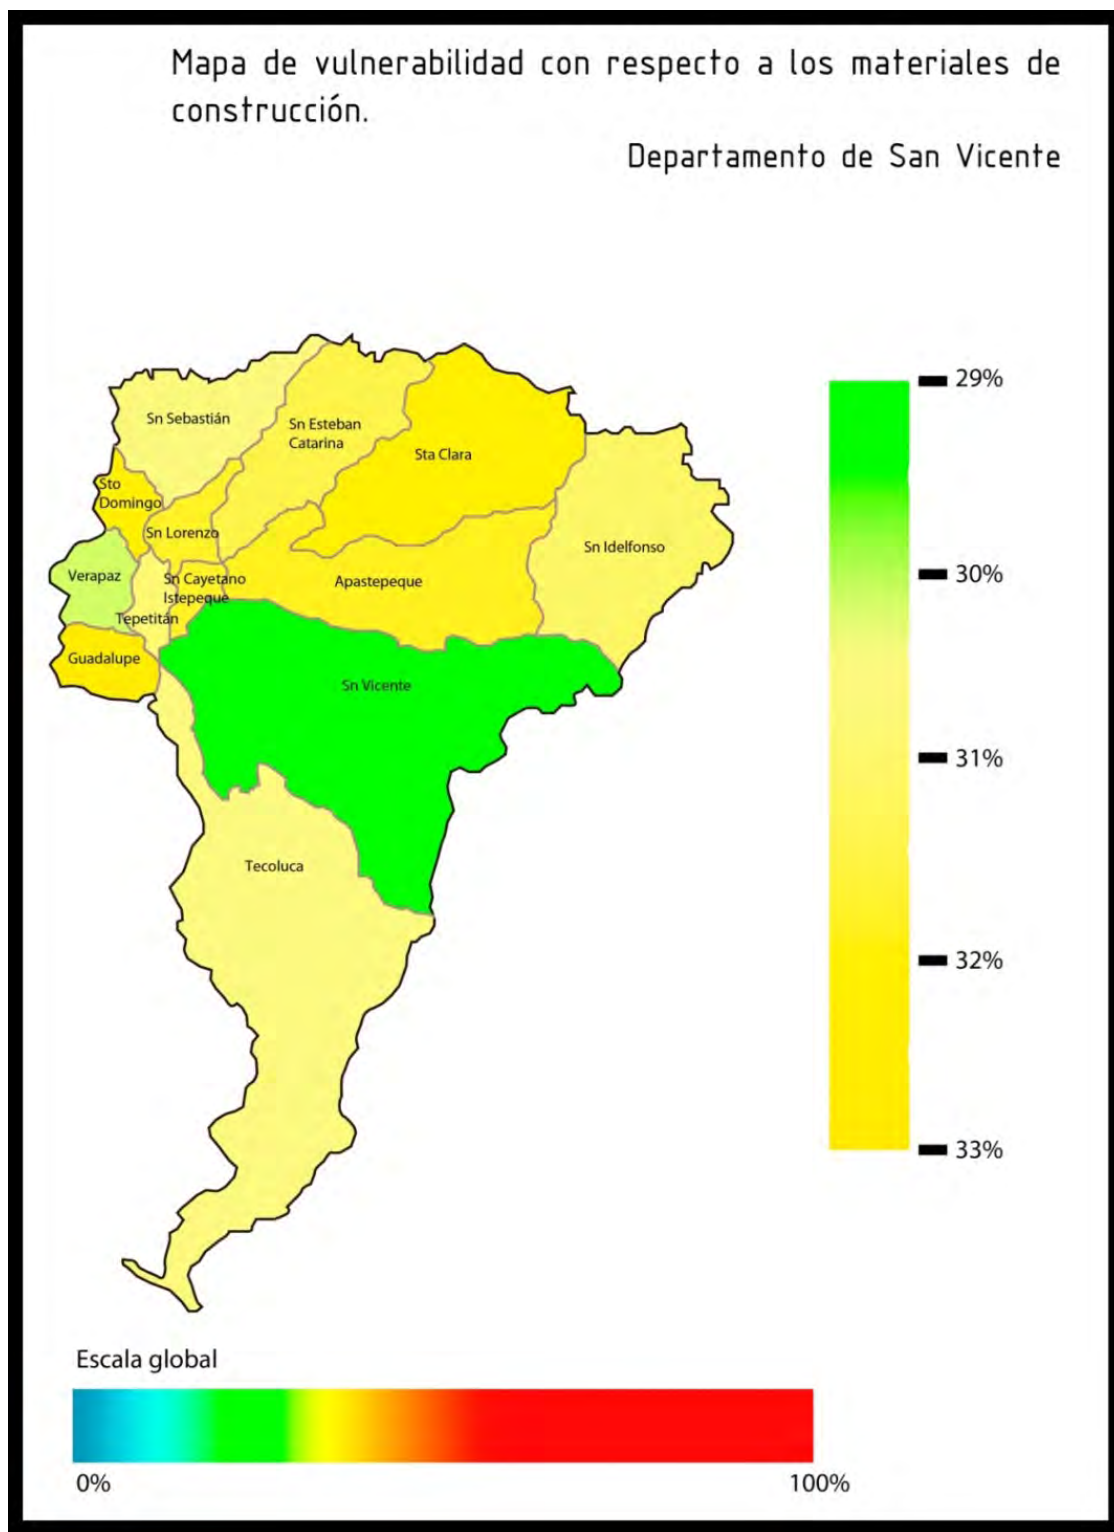 Mapa de vulnerabilidad con respecto a los materiales de
construcción.
Departamento de San Vicente
29%
Sn Sebastián
Sn Esteban
Catarina
Sta Clara
Sto
Domingo
Sn Lorenzo
Sn Idelfonso
30%
Verapaz
Sn Cayetano
Istepeque
Apastepeque
Tepetitán
Guadalupe
Sn Vicente
31%
Tecoluca
32%
33%
Escala global
0%
100%